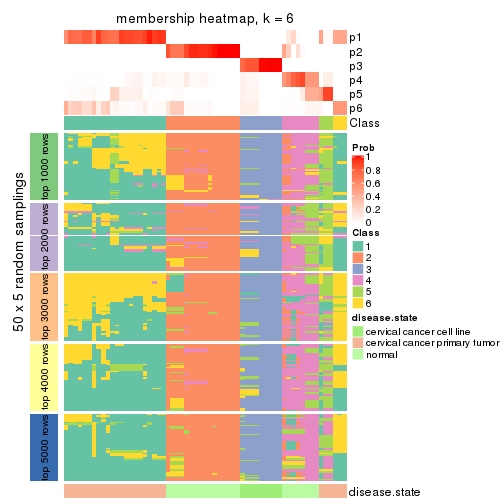 membership heatmap, k = 6
p1
p2
p3
p4
p5
p6
Class
50 x 5 random samplings
top 1000 rows
top 2000 rows
top 3000 rows
top 4000 rows
top 5000 rows
Prob
1
0.8
0.6
0.4
0.2
0
Class
1
2
3
4
5
6
disease.state
cervical cancer cell line
cervical cancer primary tumor
normal
disease.state